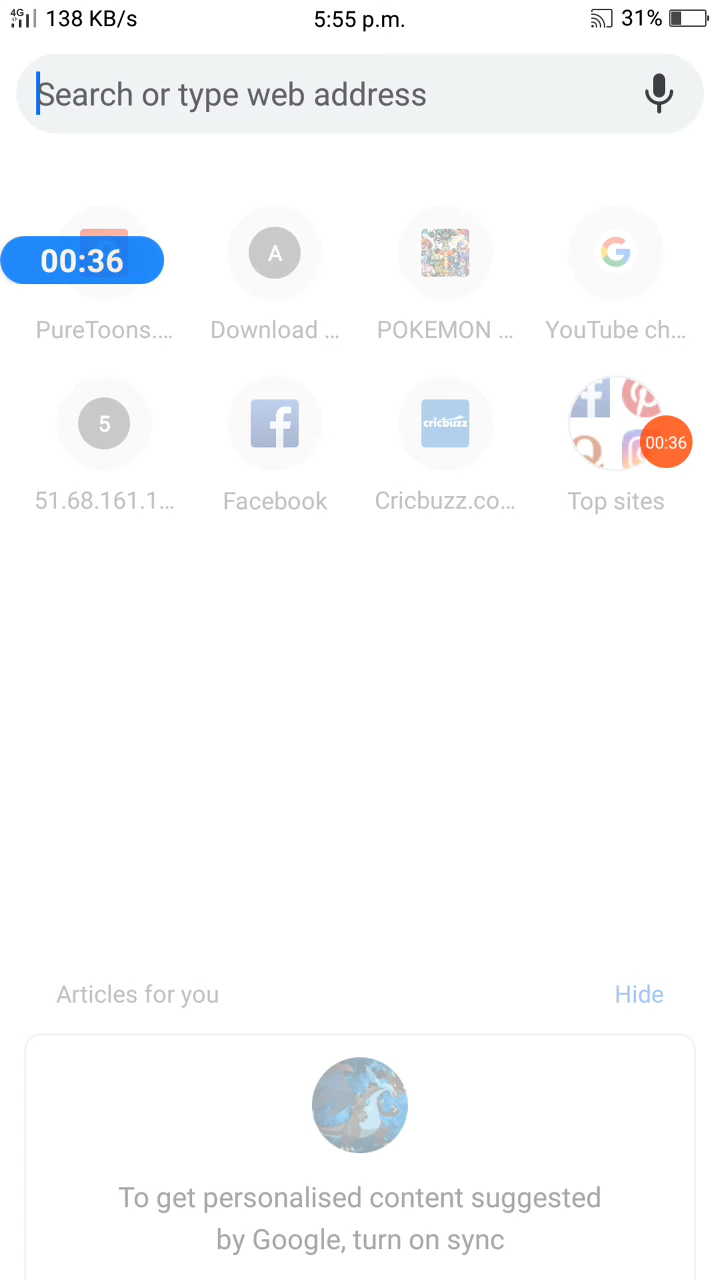 4G 138 KB/s 5:55 p.m. 31%
Search or type web address
00:36
A
G
PureToons.... Download ... POKEMON ... YouTube ch...
5 f cricbuzz f
00:36
51.68.161.1... Facebook Cricbuzz.co... Top sites
Articles for you Hide
To get personalised content suggested
by Google, turn on sync